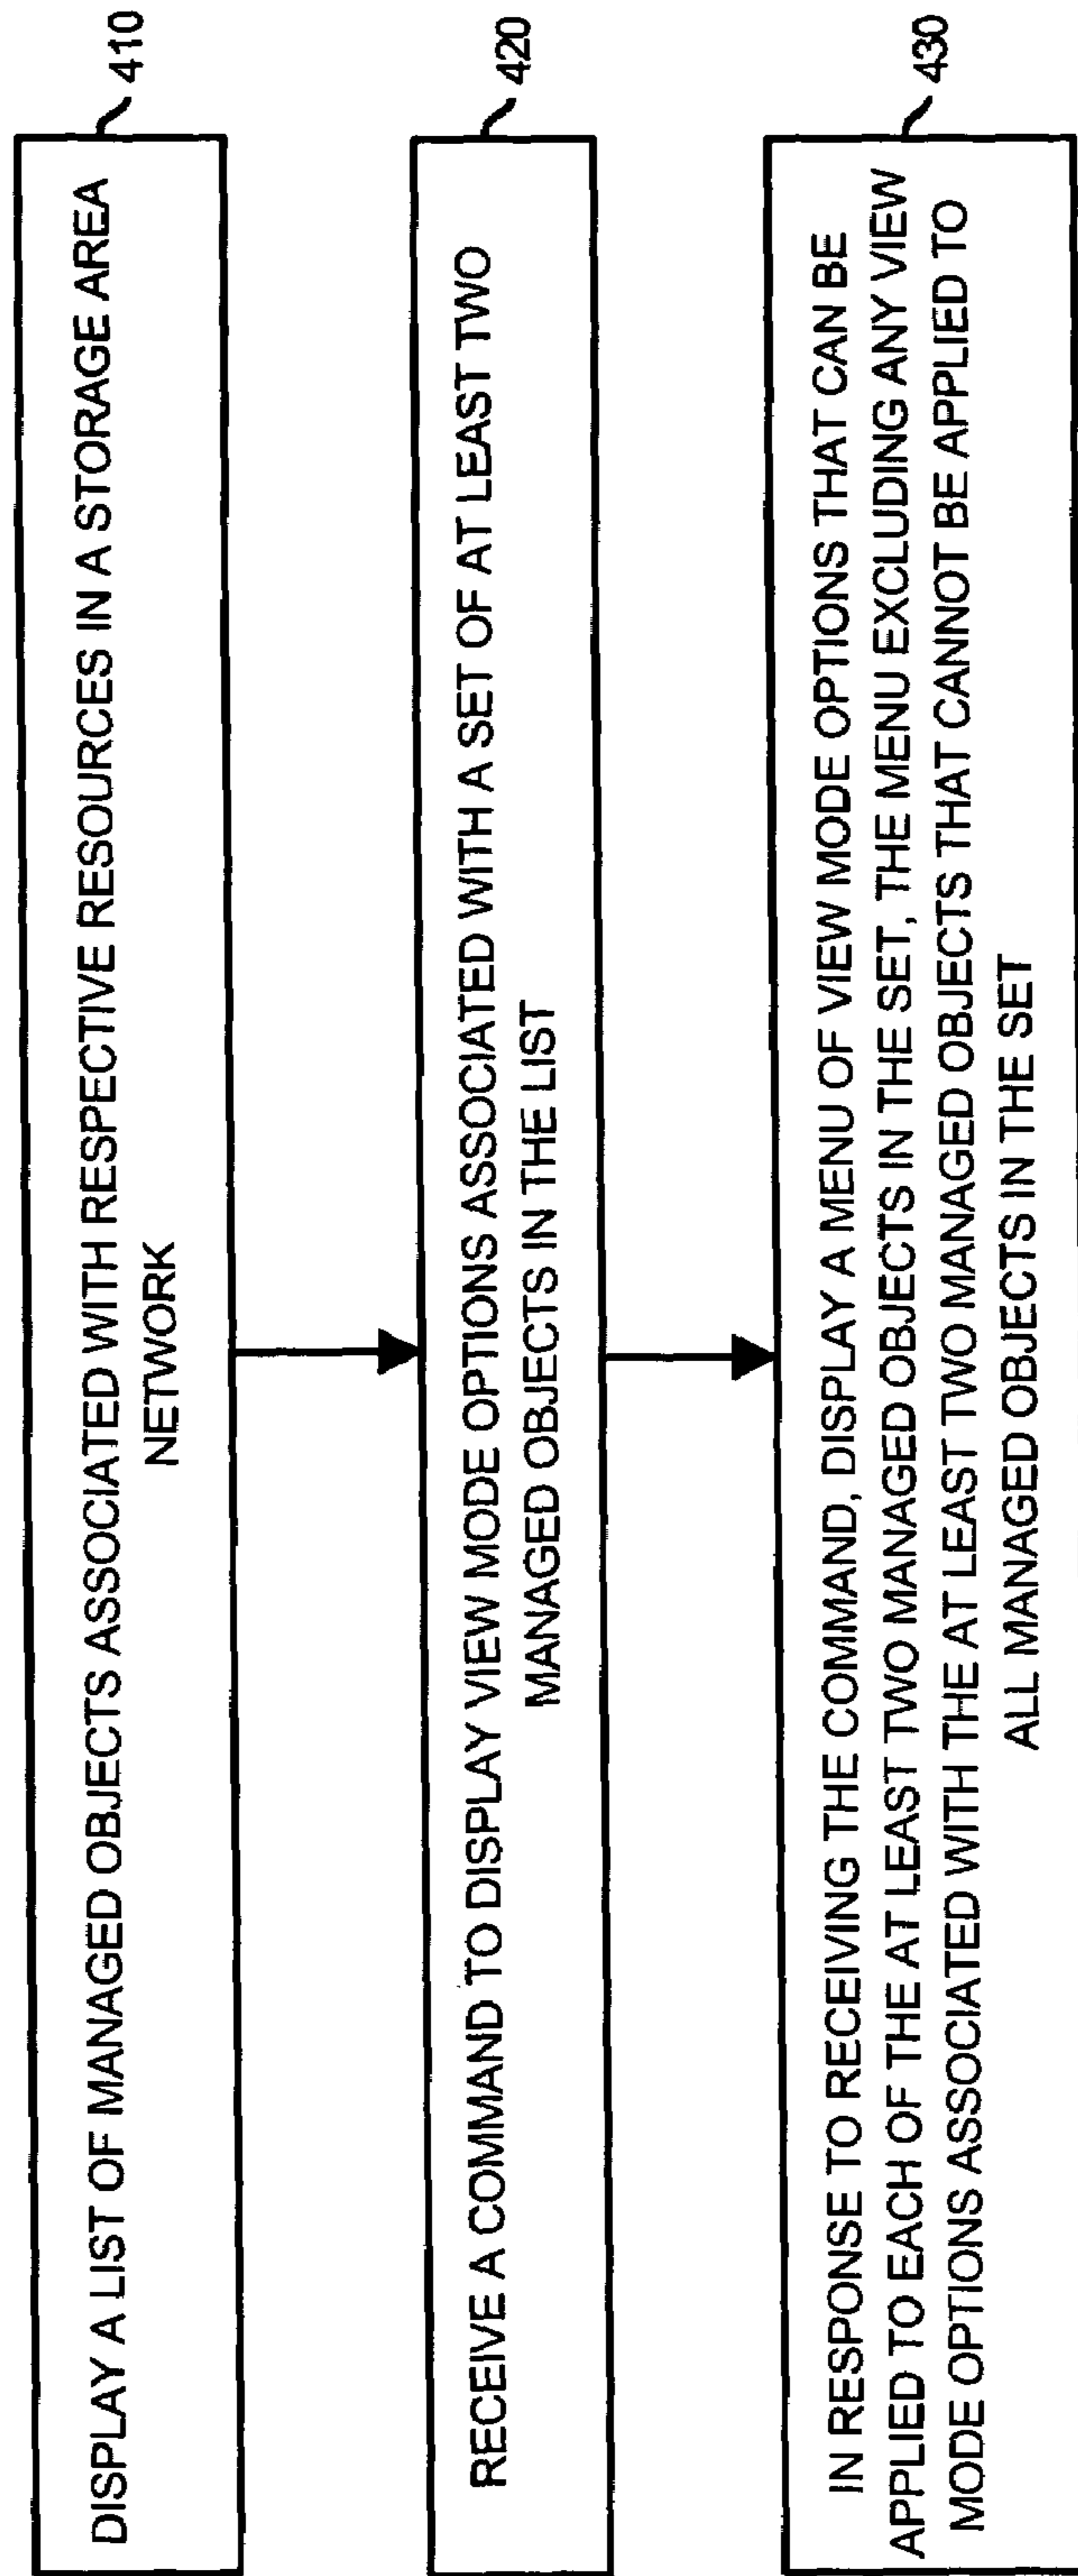 DISPLAY A LIST OF MANAGED OBJECTS ASSOCIATED WITH RESPECTIVE RESOURCES IN A STORAGE AREA
NETWORK
410
RECEIVE A COMMAND TO DISPLAY VIEW MODE OPTIONS ASSOCIATED WITH A SET OF AT LEAST TWO
MANAGED OBJECTS IN THE LIST
420
IN RESPONSE TO RECEIVING THE COMMAND, DISPLAY A MENU OF VIEW MODE OPTIONS THAT CAN BE
APPLIED TO EACH OF THE AT LEAST TWO MANAGED OBJECTS IN THE SET, THE MENU EXCLUDING ANY VIEW
MODE OPTIONS ASSOCIATED WITH THE AT LEAST TWO MANAGED OBJECTS THAT CANNOT BE APPLIED TO
ALL MANAGED OBJECTS IN THE SET
430